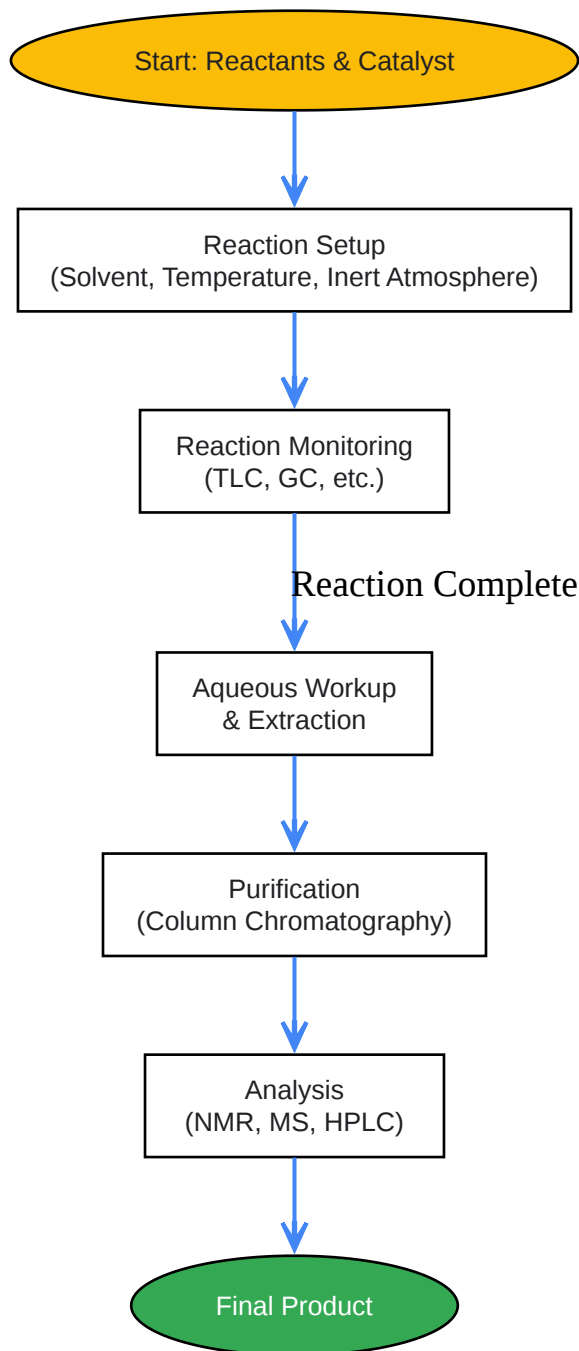 Start: Reactants & Catalyst
Reaction Setup
(Solvent, Temperature, Inert Atmosphere)
Reaction Monitoring
(TLC, GC, etc.)
Reaction Complete
Aqueous Workup
& Extraction
Purification
(Column Chromatography)
Analysis
(NMR, MS, HPLC)
Final Product